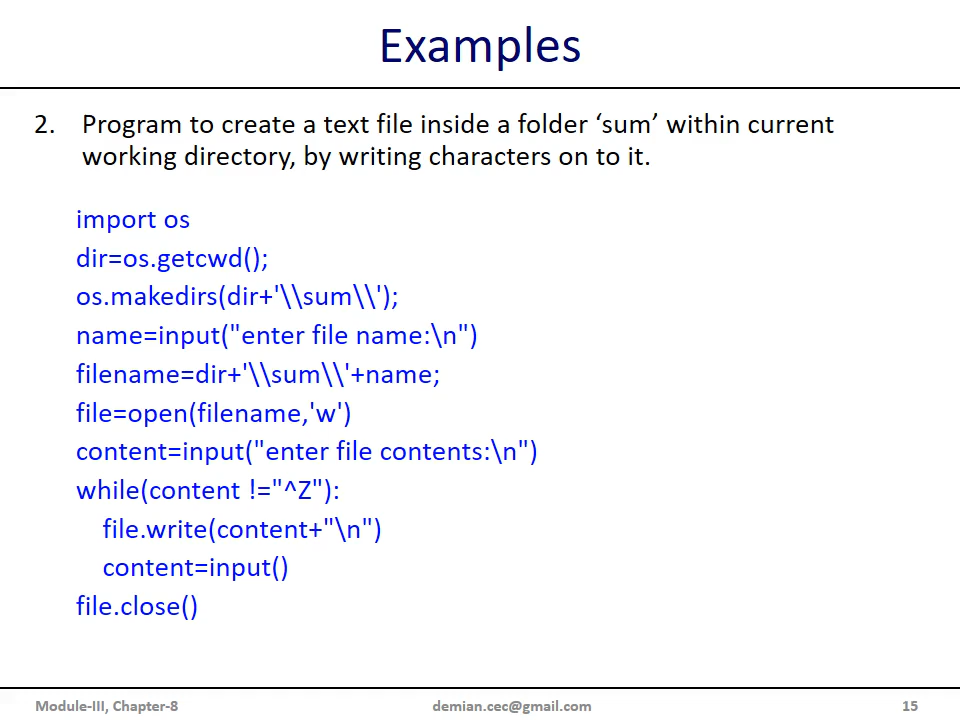 Examples
2. Program to create a text file inside a folder ‘sum’ within current
working directory, by writing characters on to it.
import os
dir=os.getcwd();
os.makedirs(dir+'\\sum\\');
name=input("enter file name:\n")
filename=dir+'\\sum\\'+name;
file=open(filename,'w')
content=input("enter file contents:\n")
while(content !="^Z"):
file.write(content+"\n")
content=input()
file.close()
Module-III, Chapter-8 demian.cec@gmail.com 15